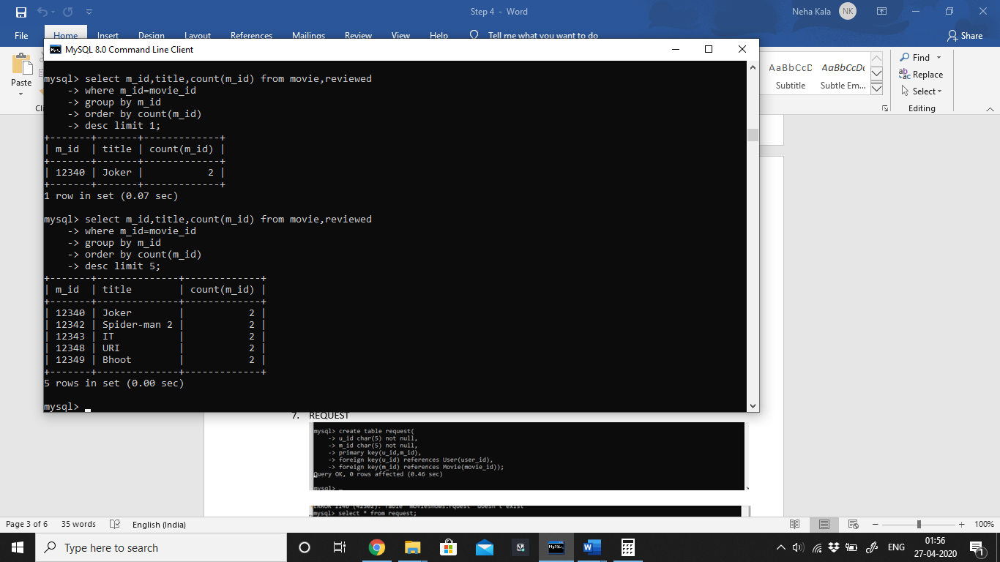 Step 4 - Word
Neha Kala
NK
File Home Insert Design Layout References Mailings Review View Help Tell me what you want to do
Share
MySQL 8.0 Command Line Client
Paste
AaBbCcD AaBbCcDc
Subtitle Subtle Em...
Find
Replace
Select
Editing
mysql> select m_id,title,count(m_id) from movie,reviewed
-> where m_id=movie_id
-> group by m_id
-> order by count(m_id)
-> desc limit 1;
+-------+-------+-------------+
| m_id | title | count(m_id) |
+-------+-------+-------------+
| 12340 | Joker | 2 |
+-------+-------+-------------+
1 row in set (0.07 sec)
mysql> select m_id,title,count(m_id) from movie,reviewed
-> where m_id=movie_id
-> group by m_id
-> order by count(m_id)
-> desc limit 5;
+-------+--------------+-------------+
| m_id | title | count(m_id) |
+-------+--------------+-------------+
| 12340 | Joker | 2 |
| 12342 | Spider-man 2 | 2 |
| 12343 | IT | 2 |
| 12348 | URI | 2 |
| 12349 | Bhoot | 2 |
+-------+--------------+-------------+
5 rows in set (0.00 sec)
mysql> _
7. REQUEST
mysql> create table request(
-> u_id char(5) not null,
-> m_id char(5) not null,
-> primary key(u_id,m_id),
-> foreign key(u_id) references User(user_id),
-> foreign key(m_id) references Movie(movie_id));
Query OK, 0 rows affected (0.46 sec)
mysql> _
mysql> select * from request;
Page 3 of 6 35 words English (India)
100%
Type here to search
ENG
01:56
27-04-2020
1